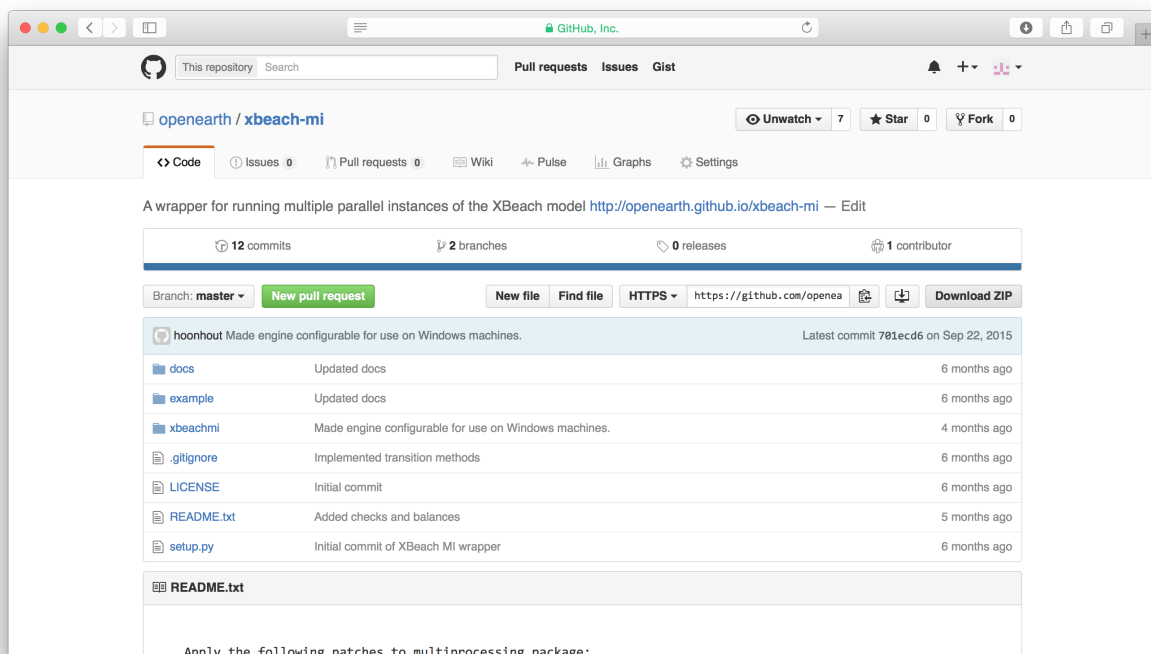 GitHub, Inc.
This repository Search Pull requests Issues Gist
openearth / xbeach-mi Unwatch 7 Star 0 Fork 0
Code Issues 0 Pull requests 0 Wiki Pulse Graphs Settings
A wrapper for running multiple parallel instances of the XBeach model http://openearth.github.io/xbeach-mi — Edit
12 commits 2 branches 0 releases 1 contributor
Branch: master New pull request New file Find file HTTPS https://github.com/openea Download ZIP
hoonhout Made engine configurable for use on Windows machines. Latest commit 701ecd6 on Sep 22, 2015
docs Updated docs 6 months ago
example Updated docs 6 months ago
xbeachmi Made engine configurable for use on Windows machines. 4 months ago
.gitignore Implemented transition methods 6 months ago
LICENSE Initial commit 6 months ago
README.txt Added checks and balances 5 months ago
setup.py Initial commit of XBeach MI wrapper 6 months ago
README.txt
Apply the following patches to multiprocessing package: